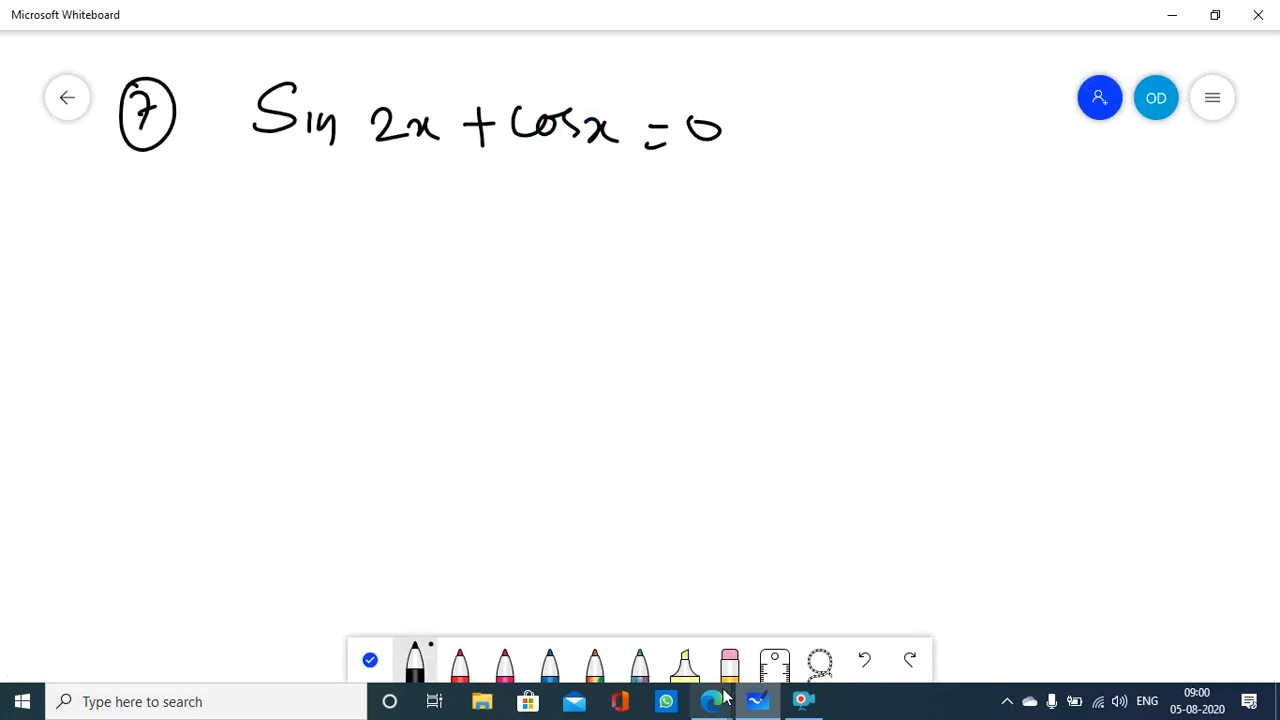 Microsoft Whiteboard
7 Sin 2x + cosx = 0
OD
Type here to search
ENG
09:00
05-08-2020